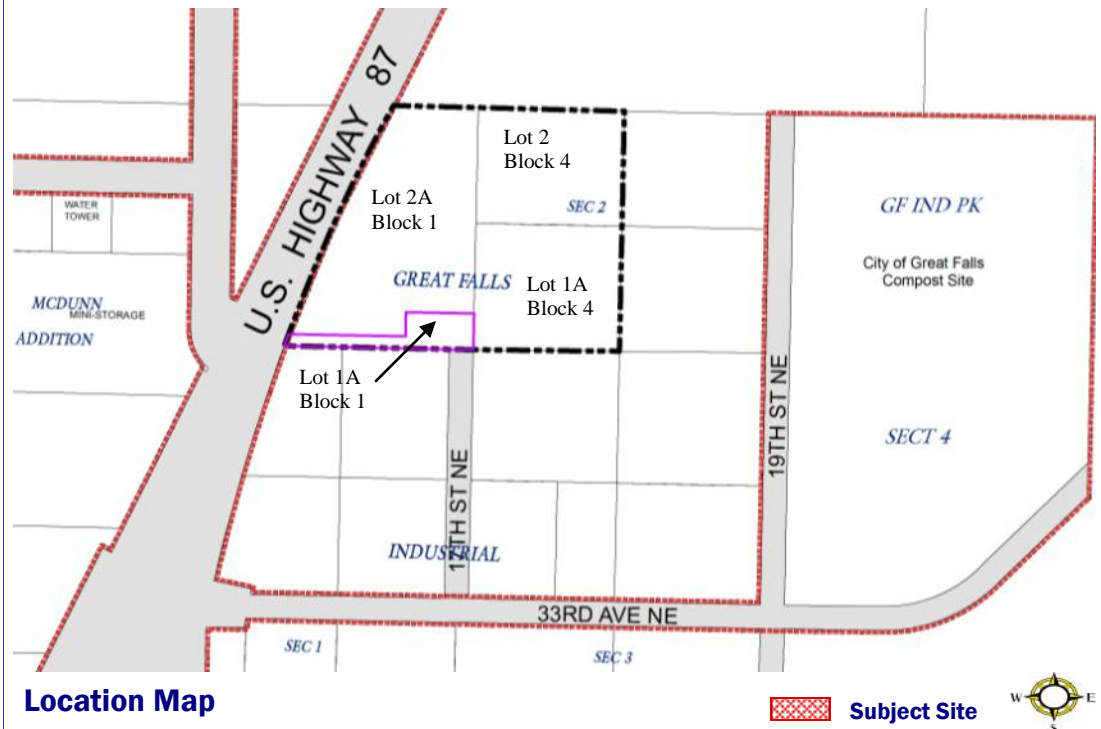 U.S. HIGHWAY 87
Lot 2
Block 4
Lot 2A
Block 1
SEC 2
GF IND PK
WATER
TOWER
City of Great Falls
Compost Site
GREAT FALLS
Lot 1A
Block 4
MCDUNN
MINI-STORAGE
ADDITION
Lot 1A
Block 1
19TH ST NE
SECT 4
17TH ST NE
INDUSTRIAL
33RD AVE NE
SEC 1
SEC 3
Location Map
Subject Site
W
E
S